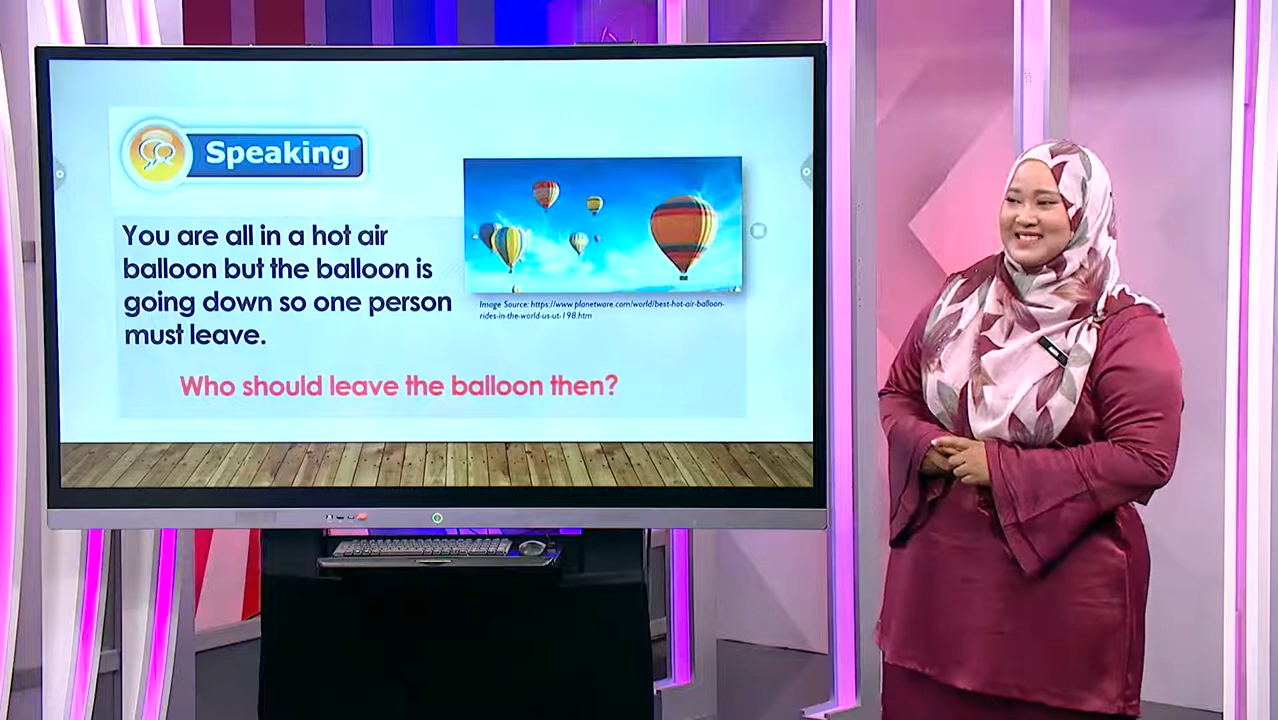 Speaking
You are all in a hot air
balloon but the balloon is
going down so one person
must leave.
Image Source: https://www.planetware.com/world/best-hot-air-balloon-
rides-in-the-world-us-ut-198.htm
Who should leave the balloon then?